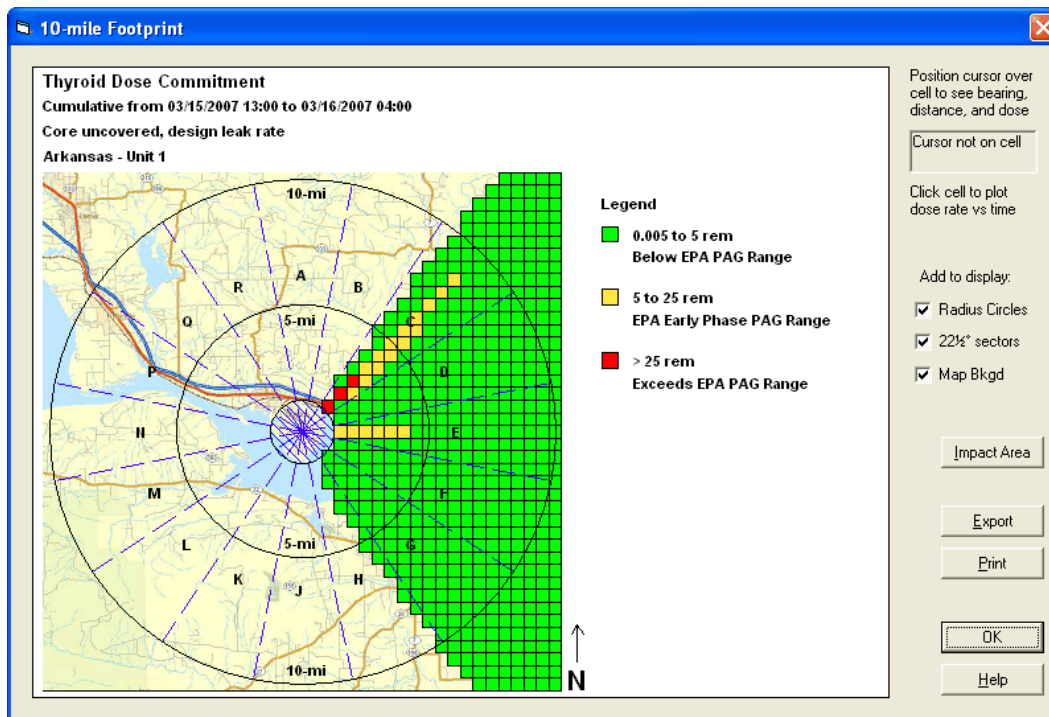 10-mile Footprint
Thyroid Dose Commitment
Cumulative from 03/15/2007 13:00 to 03/16/2007 04:00
Core uncovered, design leak rate
Arkansas - Unit 1
10-mi
A
R
B
Q
5-mi
C
P
D
N
E
M
F
L
5-mi
G
K
J
H
10-mi
N
Legend
0.005 to 5 rem
Below EPA PAG Range
5 to 25 rem
EPA Early Phase PAG Range
> 25 rem
Exceeds EPA PAG Range
Position cursor over
cell to see bearing,
distance, and dose
Cursor not on cell
Click cell to plot
dose rate vs time
Add to display:
Radius Circles
22½° sectors
Map Bkgd
Impact Area
Export
Print
OK
Help